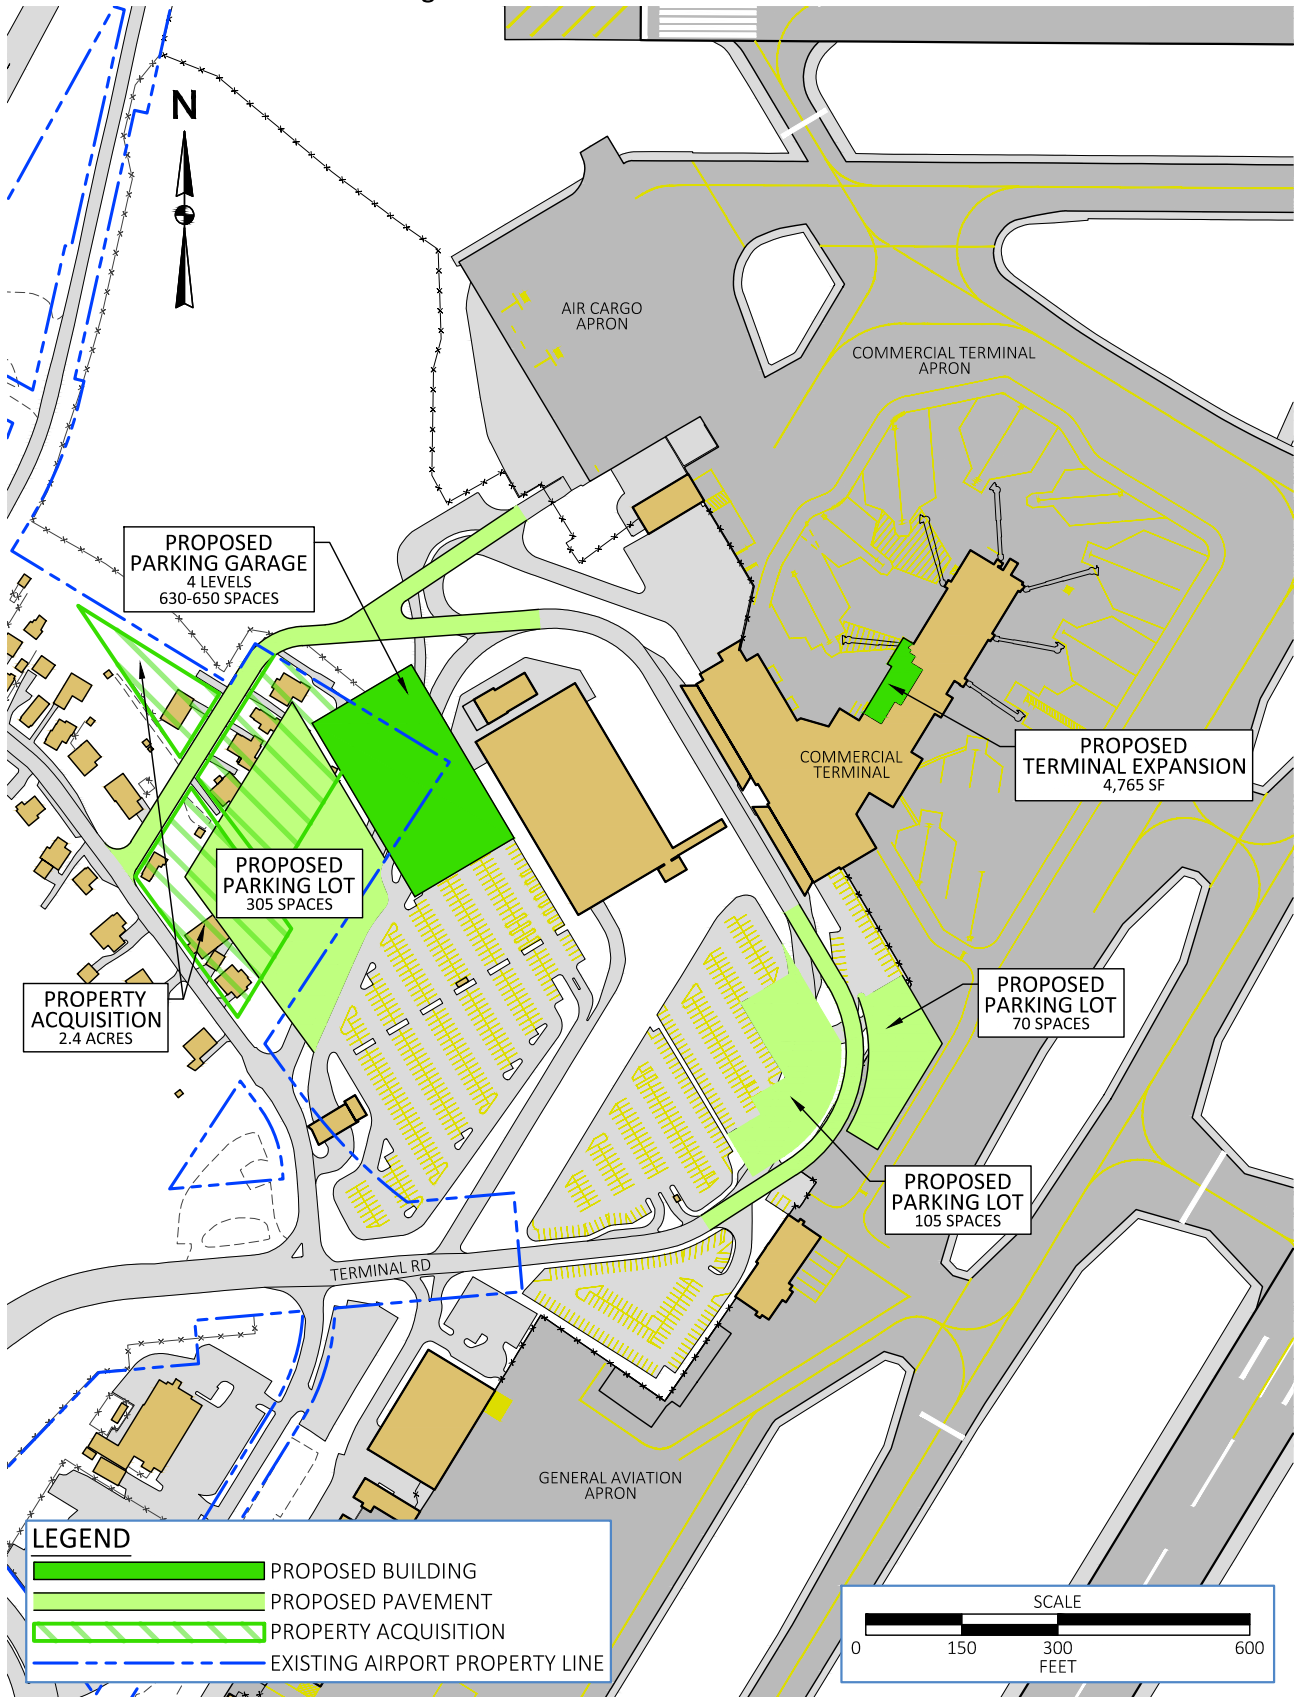 N
AIR CARGO
APRON
COMMERCIAL TERMINAL
APRON
PROPOSED
PARKING GARAGE
4 LEVELS
630-650 SPACES
PROPOSED
TERMINAL EXPANSION
4,765 SF
COMMERCIAL
TERMINAL
PROPOSED
PARKING LOT
305 SPACES
PROPERTY
ACQUISITION
2.4 ACRES
PROPOSED
PARKING LOT
70 SPACES
PROPOSED
PARKING LOT
105 SPACES
TERMINAL RD
GENERAL AVIATION
APRON
LEGEND
PROPOSED BUILDING
PROPOSED PAVEMENT
PROPERTY ACQUISITION
EXISTING AIRPORT PROPERTY LINE
SCALE
0 150 300 600
FEET